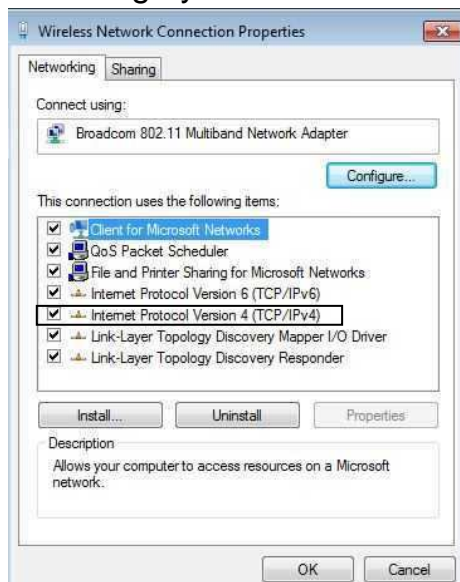 Wireless Network Connection Properties
Networking Sharing
Connect using:
Broadcom 802.11 Multiband Network Adapter
Configure...
This connection uses the following items:
Client for Microsoft Networks
QoS Packet Scheduler
File and Printer Sharing for Microsoft Networks
Internet Protocol Version 6 (TCP/IPv6)
Internet Protocol Version 4 (TCP/IPv4)
Link-Layer Topology Discovery Mapper I/O Driver
Link-Layer Topology Discovery Responder
Install... Uninstall Properties
Description
Allows your computer to access resources on a Microsoft
network.
OK Cancel